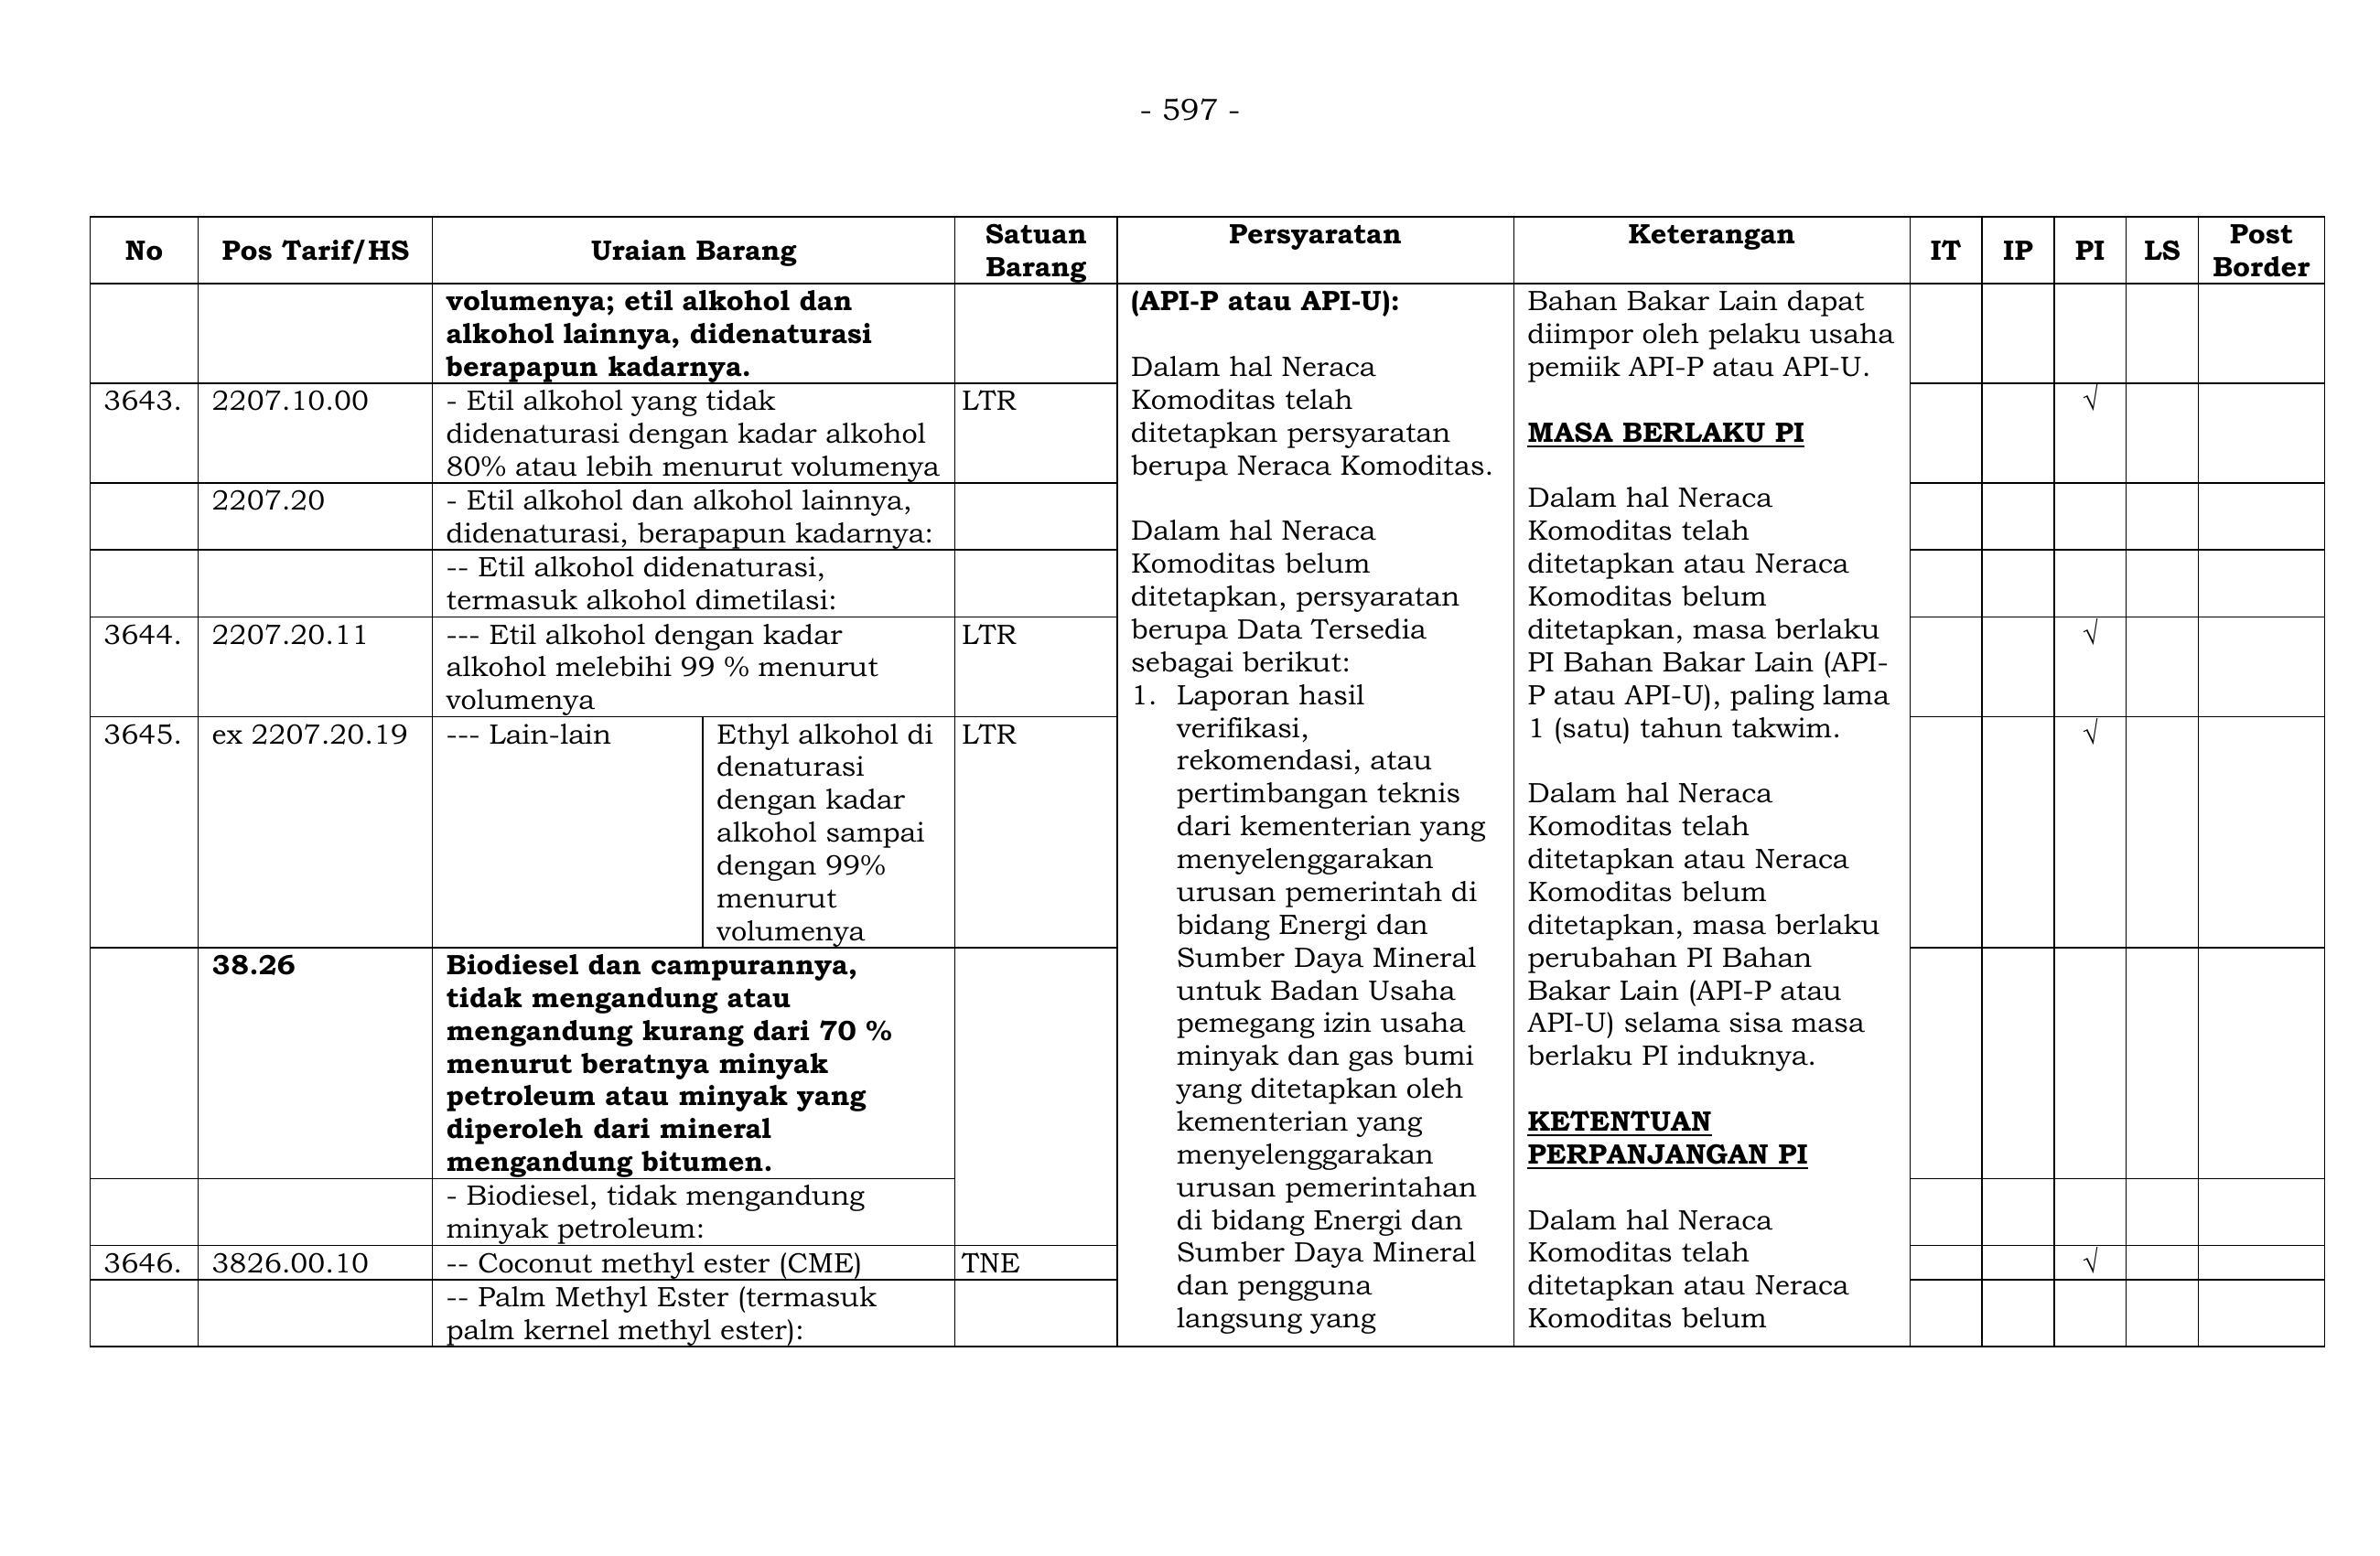 - 597 -
No
Pos Tarif/HS
Uraian Barang
Satuan
Barang
Persyaratan
Keterangan
IT
IP
PI
LS
Post
Border
volumenya; etil alkohol dan
alkohol lainnya, didenaturasi
berapapun kadarnya.
3643.
2207.10.00
- Etil alkohol yang tidak
didenaturasi dengan kadar alkohol
80% atau lebih menurut volumenya
LTR
√
2207.20
- Etil alkohol dan alkohol lainnya,
didenaturasi, berapapun kadarnya:
-- Etil alkohol didenaturasi,
termasuk alkohol dimetilasi:
3644.
2207.20.11
--- Etil alkohol dengan kadar
alkohol melebihi 99 % menurut
volumenya
LTR
√
3645.
ex 2207.20.19
--- Lain-lain
Ethyl alkohol di
denaturasi
dengan kadar
alkohol sampai
dengan 99%
menurut
volumenya
LTR
√
38.26
Biodiesel dan campurannya,
tidak mengandung atau
mengandung kurang dari 70 %
menurut beratnya minyak
petroleum atau minyak yang
diperoleh dari mineral
mengandung bitumen.
- Biodiesel, tidak mengandung
minyak petroleum:
3646.
3826.00.10
-- Coconut methyl ester (CME)
TNE
√
-- Palm Methyl Ester (termasuk
palm kernel methyl ester):
(API-P atau API-U):
Dalam hal Neraca
Komoditas telah
ditetapkan persyaratan
berupa Neraca Komoditas.
Dalam hal Neraca
Komoditas belum
ditetapkan, persyaratan
berupa Data Tersedia
sebagai berikut:
1. Laporan hasil
verifikasi,
rekomendasi, atau
pertimbangan teknis
dari kementerian yang
menyelenggarakan
urusan pemerintah di
bidang Energi dan
Sumber Daya Mineral
untuk Badan Usaha
pemegang izin usaha
minyak dan gas bumi
yang ditetapkan oleh
kementerian yang
menyelenggarakan
urusan pemerintahan
di bidang Energi dan
Sumber Daya Mineral
dan pengguna
langsung yang
Bahan Bakar Lain dapat
diimpor oleh pelaku usaha
pemiik API-P atau API-U.
MASA BERLAKU PI
Dalam hal Neraca
Komoditas telah
ditetapkan atau Neraca
Komoditas belum
ditetapkan, masa berlaku
PI Bahan Bakar Lain (API-
P atau API-U), paling lama
1 (satu) tahun takwim.
Dalam hal Neraca
Komoditas telah
ditetapkan atau Neraca
Komoditas belum
ditetapkan, masa berlaku
perubahan PI Bahan
Bakar Lain (API-P atau
API-U) selama sisa masa
berlaku PI induknya.
KETENTUAN
PERPANJANGAN PI
Dalam hal Neraca
Komoditas telah
ditetapkan atau Neraca
Komoditas belum